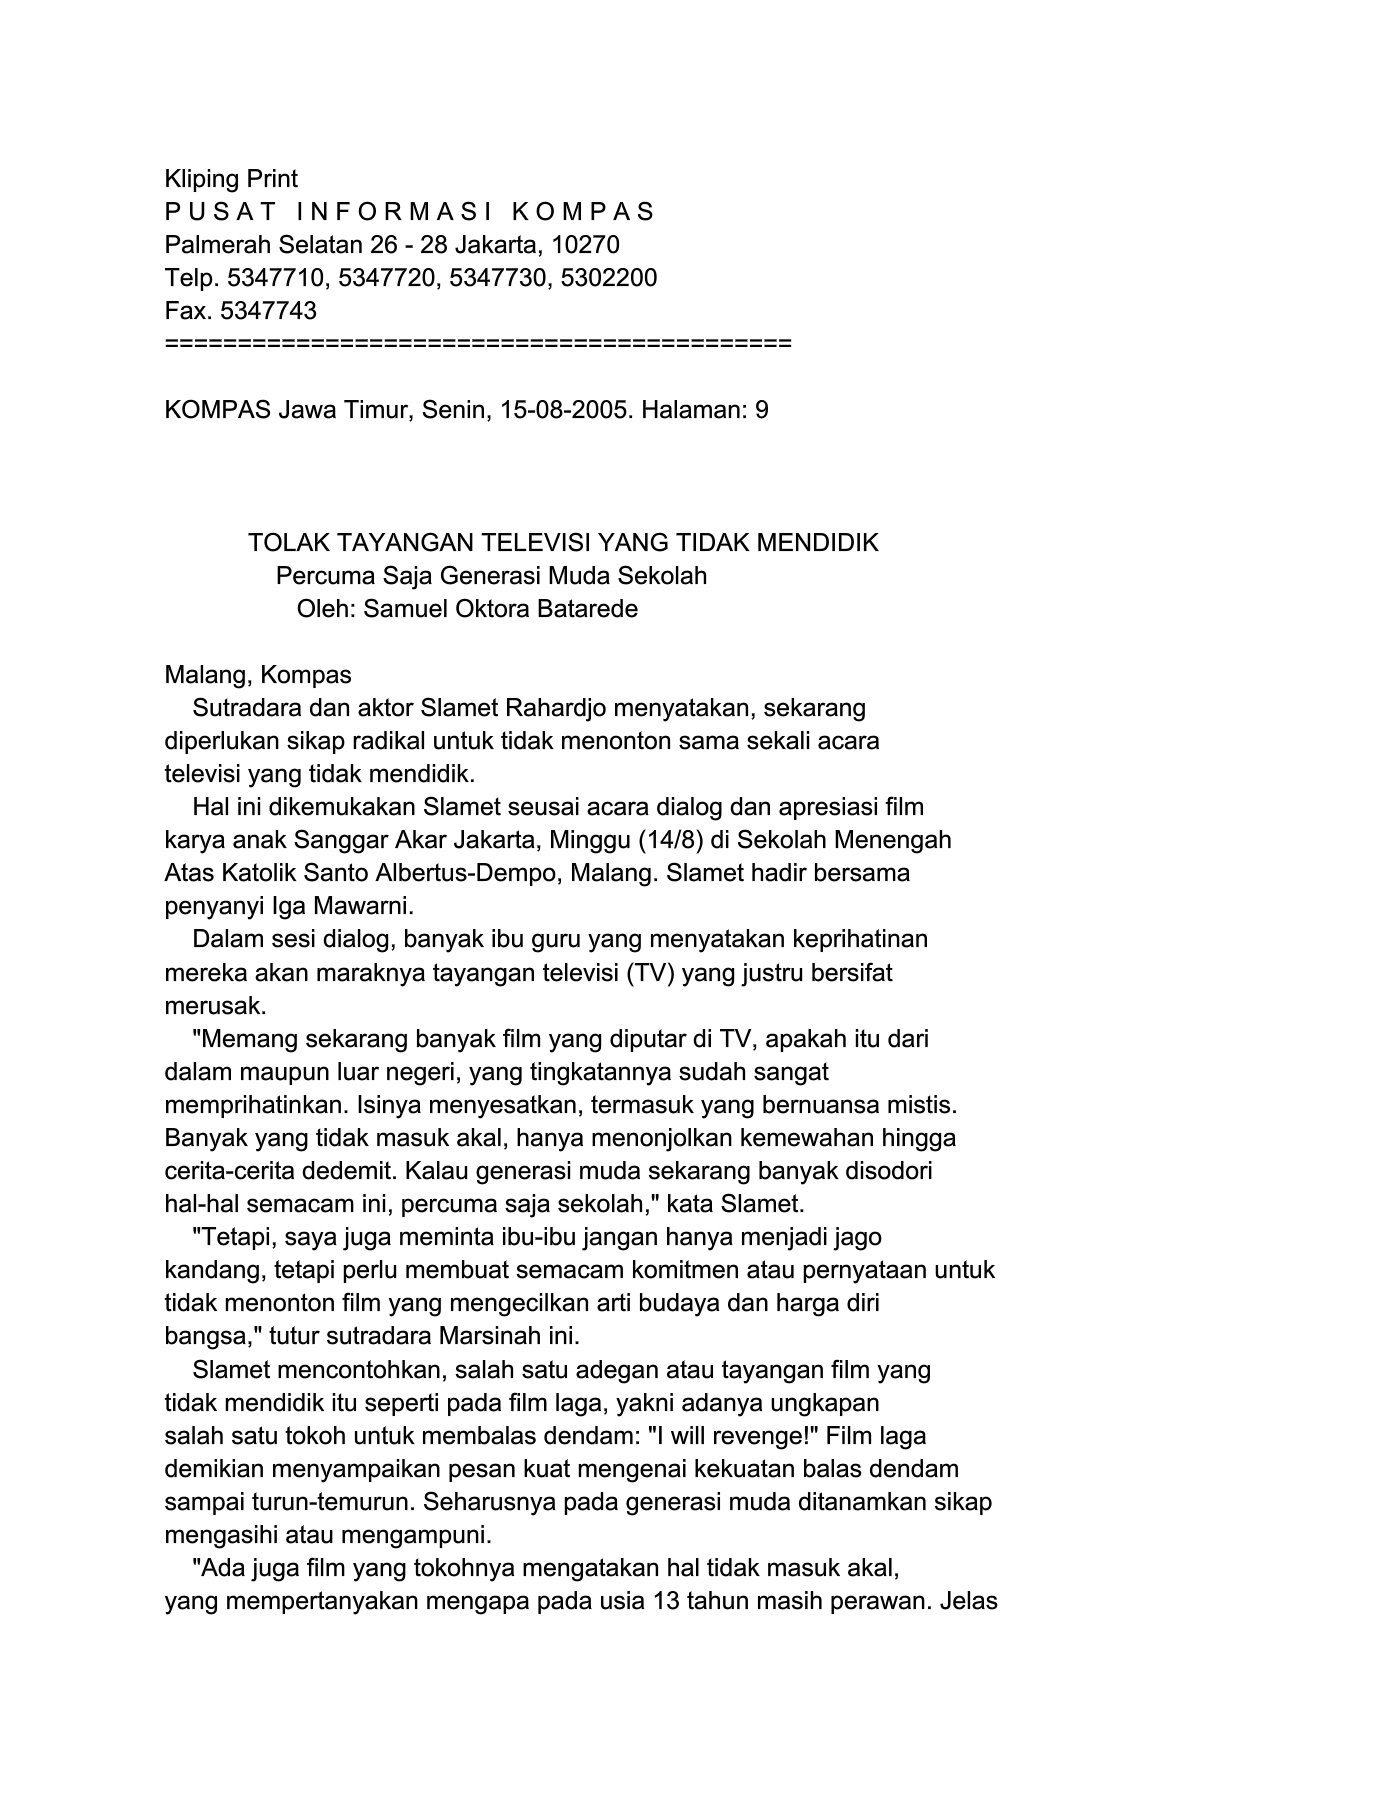 Kliping Print
P U S A T I N F O R M A S I K O M P A S
Palmerah Selatan 26 - 28 Jakarta, 10270
Telp. 5347710, 5347720, 5347730, 5302200
Fax. 5347743
===========================================
KOMPAS Jawa Timur, Senin, 15-08-2005. Halaman: 9
TOLAK TAYANGAN TELEVISI YANG TIDAK MENDIDIK
Percuma Saja Generasi Muda Sekolah
Oleh: Samuel Oktora Batarede
Malang, Kompas
Sutradara dan aktor Slamet Rahardjo menyatakan, sekarang
diperlukan sikap radikal untuk tidak menonton sama sekali acara
televisi yang tidak mendidik.
Hal ini dikemukakan Slamet seusai acara dialog dan apresiasi film
karya anak Sanggar Akar Jakarta, Minggu (14/8) di Sekolah Menengah
Atas Katolik Santo Albertus-Dempo, Malang. Slamet hadir bersama
penyanyi Iga Mawarni.
Dalam sesi dialog, banyak ibu guru yang menyatakan keprihatinan
mereka akan maraknya tayangan televisi (TV) yang justru bersifat
merusak.
"Memang sekarang banyak film yang diputar di TV, apakah itu dari
dalam maupun luar negeri, yang tingkatannya sudah sangat
memprihatinkan. Isinya menyesatkan, termasuk yang bernuansa mistis.
Banyak yang tidak masuk akal, hanya menonjolkan kemewahan hingga
cerita-cerita dedemit. Kalau generasi muda sekarang banyak disodori
hal-hal semacam ini, percuma saja sekolah," kata Slamet.
"Tetapi, saya juga meminta ibu-ibu jangan hanya menjadi jago
kandang, tetapi perlu membuat semacam komitmen atau pernyataan untuk
tidak menonton film yang mengecilkan arti budaya dan harga diri
bangsa," tutur sutradara Marsinah ini.
Slamet mencontohkan, salah satu adegan atau tayangan film yang
tidak mendidik itu seperti pada film laga, yakni adanya ungkapan
salah satu tokoh untuk membalas dendam: "I will revenge!" Film laga
demikian menyampaikan pesan kuat mengenai kekuatan balas dendam
sampai turun-temurun. Seharusnya pada generasi muda ditanamkan sikap
mengasihi atau mengampuni.
"Ada juga film yang tokohnya mengatakan hal tidak masuk akal,
yang mempertanyakan mengapa pada usia 13 tahun masih perawan. Jelas